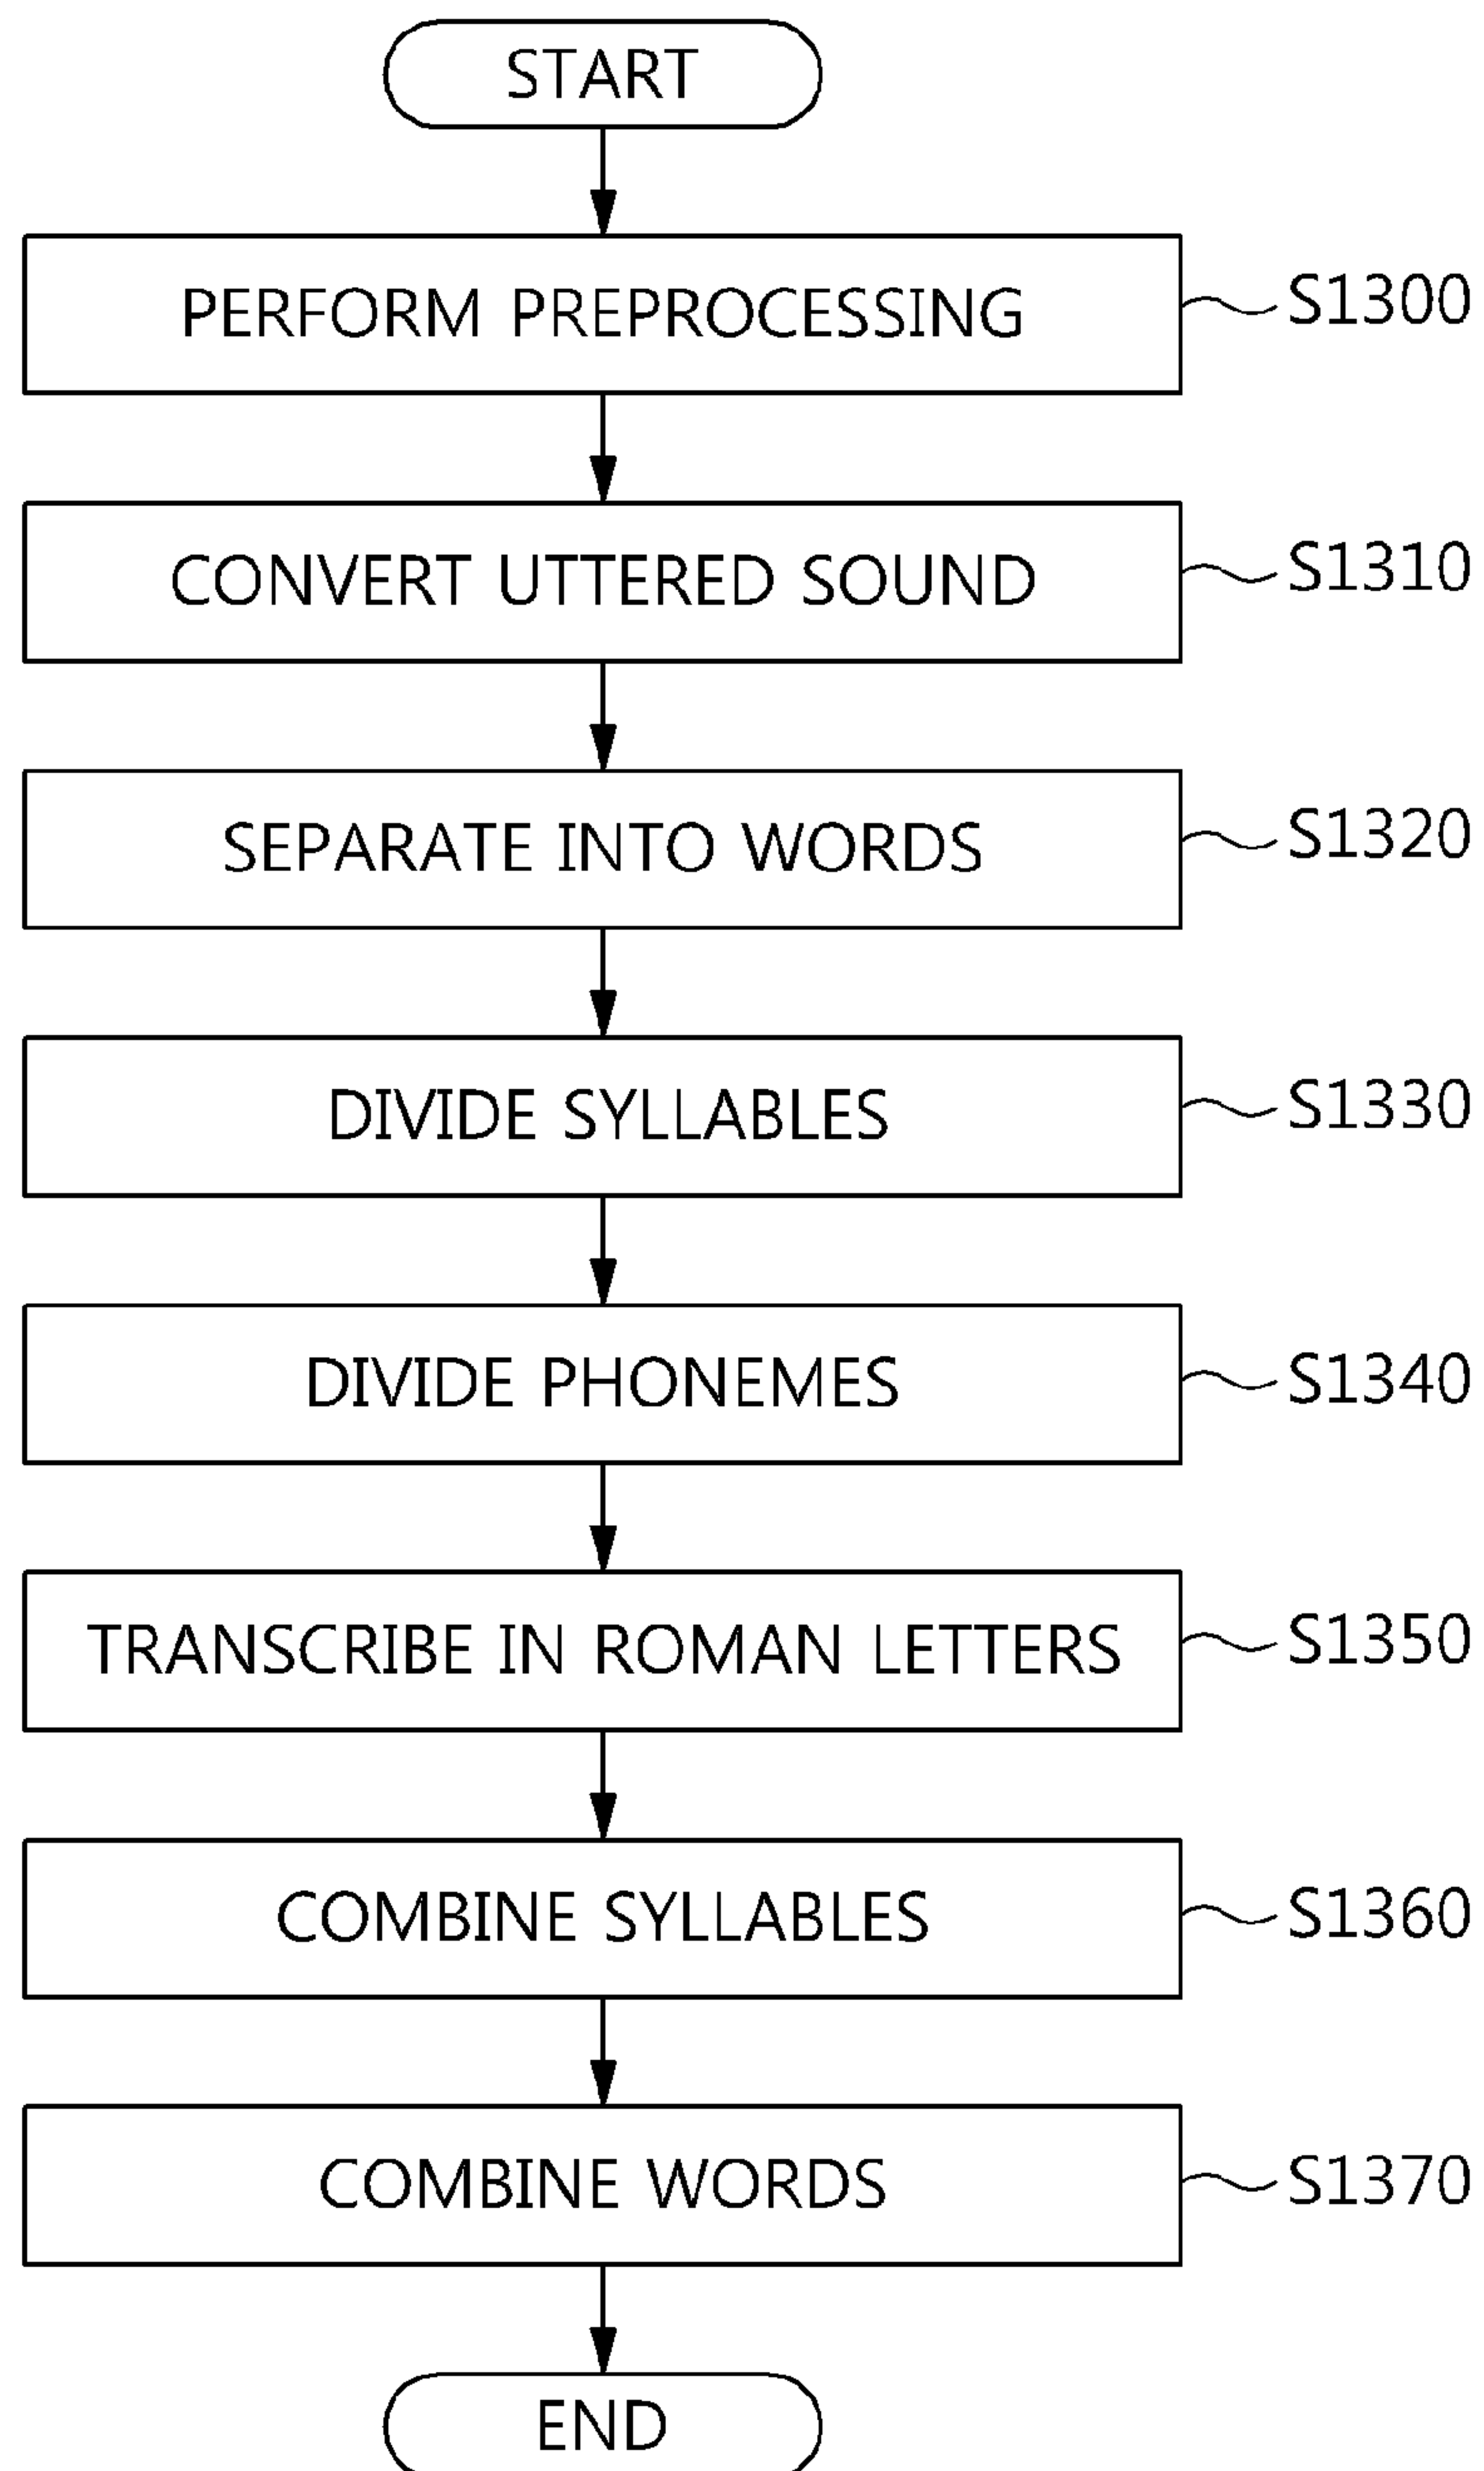 START
PERFORM PREPROCESSING S1300
CONVERT UTTERED SOUND S1310
SEPARATE INTO WORDS S1320
DIVIDE SYLLABLES S1330
DIVIDE PHONEMES S1340
TRANSCRIBE IN ROMAN LETTERS S1350
COMBINE SYLLABLES S1360
COMBINE WORDS S1370
END